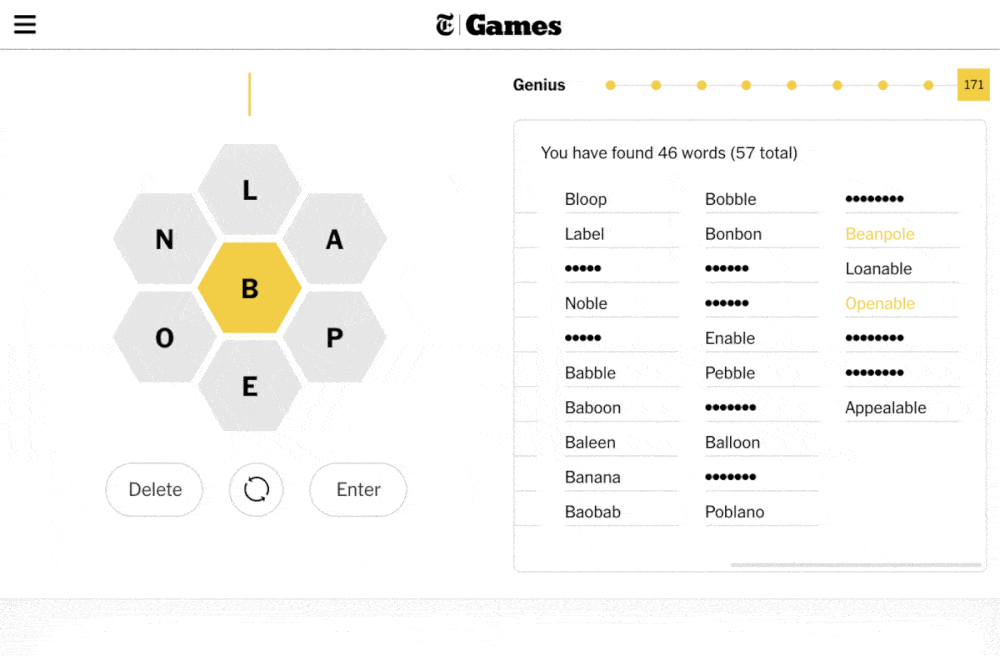 T Games
Genius
171
You have found 46 words (57 total)
L
N
A
B
O
P
E
Delete
Enter
Bloop
Label
•••••
Noble
•••••
Babble
Baboon
Baleen
Banana
Baobab
Bobble
Bonbon
••••••
••••••
Enable
Pebble
•••••••
Balloon
•••••••
Poblano
••••••••
Beanpole
Loanable
Openable
••••••••
••••••••
Appealable